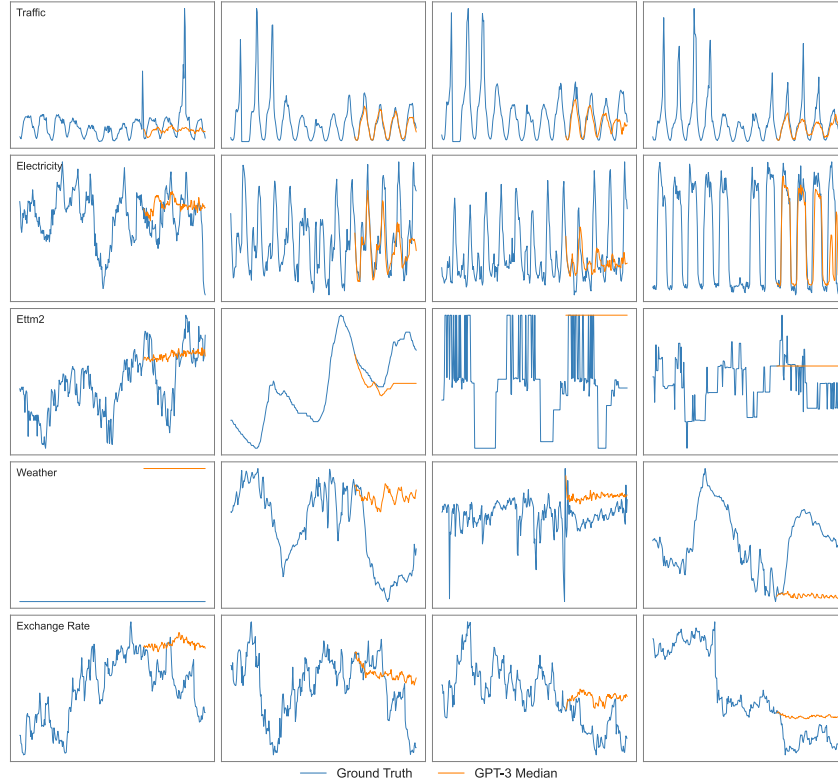 Traffic
Electricity
Ettm2
Weather
Exchange Rate
Ground Truth GPT-3 Median